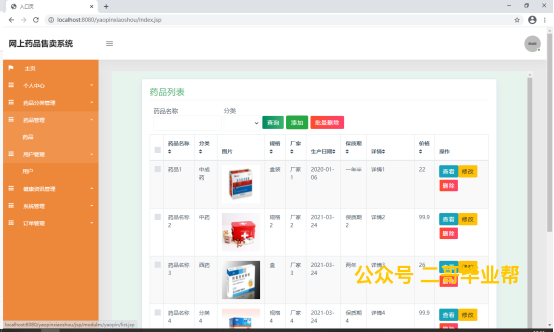 入口页
localhost:8080/yaopinxiaoshou/index.jsp
网上药品售卖系统
主页
个人中心
药品分类管理
药品管理
药品
用户管理
用户
健康资讯管理
系统管理
订单管理
药品列表
药品名称 分类
查询 添加 批量删除
药品名称 分类 图片 规格 厂家 生产日期 保质期 详情 价格 操作
药品1 中成药 盒装 厂家1 2020-01-06 一年半 详情1 22 查看 修改 删除
药品名称2 中药 规格2 厂家2 2021-03-24 保质期2 详情2 99.9 查看 修改 删除
药品名称3 西药 盒 厂家3 2021-03-24 两年 详情3 26 查看 修改 删除
药品名称4 分类4 规格4 厂家4 2021-03-24 保质期4 详情4 99.9 查看 修改
公众号 二哥毕业帮
localhost:8080/yaopinxiaoshou/jsp/modules/yaopin/list.jsp